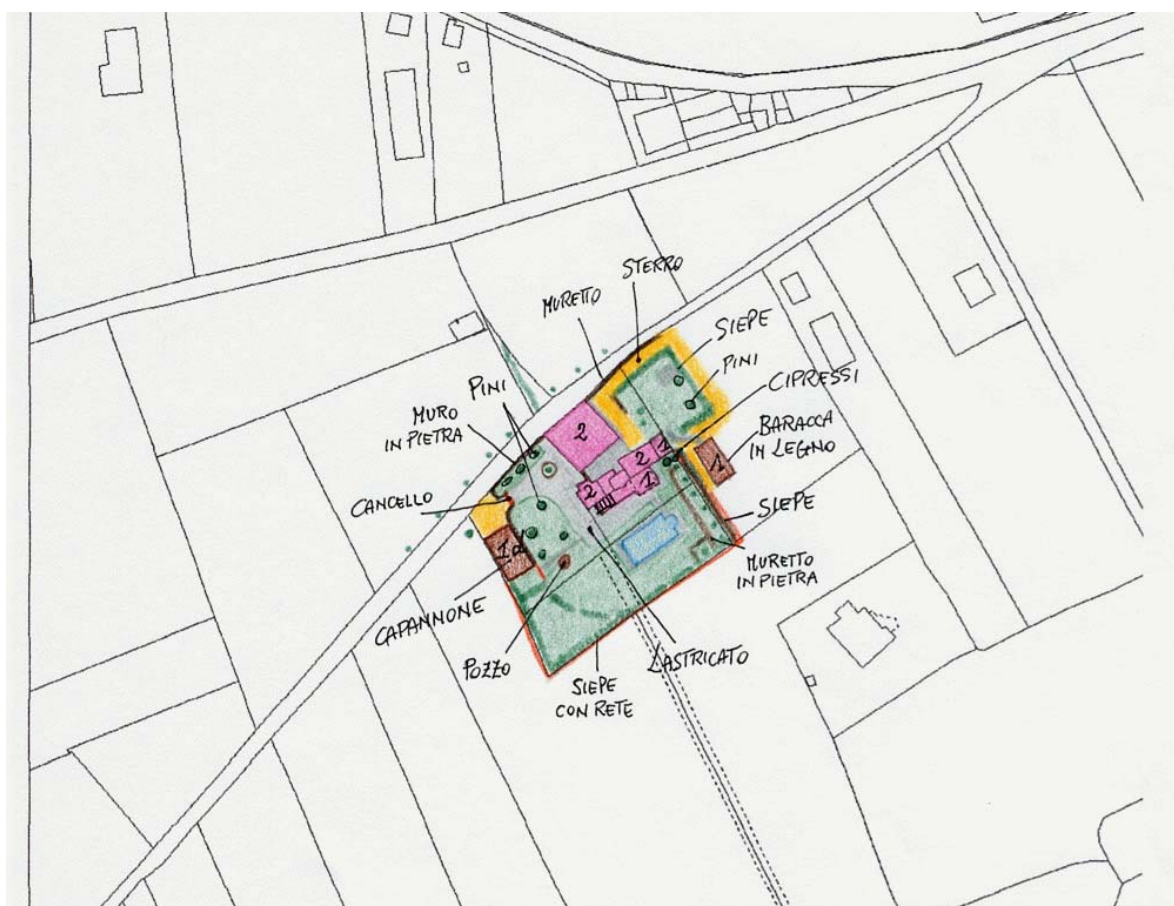 STERRO
MURETTO
SIEPE
PINI
PINI
CIPRESSI
MURO
IN PIETRA
2
BARACCA
IN LEGNO
2
1
1
2
1
CANCELLO
SIEPE
1d
MURETTO
IN PIETRA
CAPANNONE
POZZO
LASTRICATO
SIEPE
CON RETE